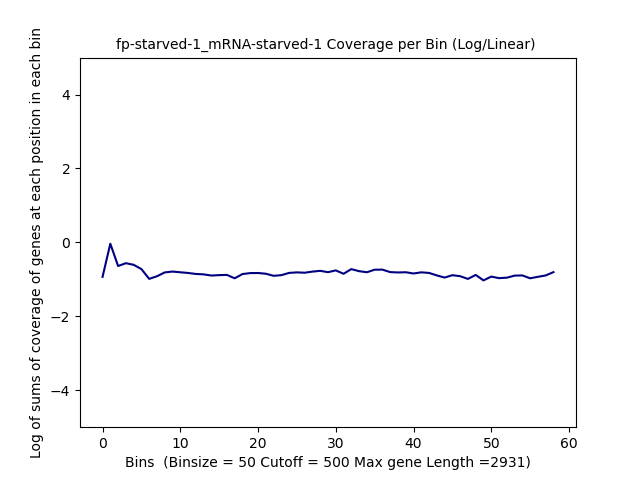 fp-starved-1_mRNA-starved-1 Coverage per Bin (Log/Linear)
Log of sums of coverage of genes at each position in each bin
4
2
0
−2
−4
0 10 20 30 40 50 60
Bins  (Binsize = 50 Cutoff = 500 Max gene Length =2931)